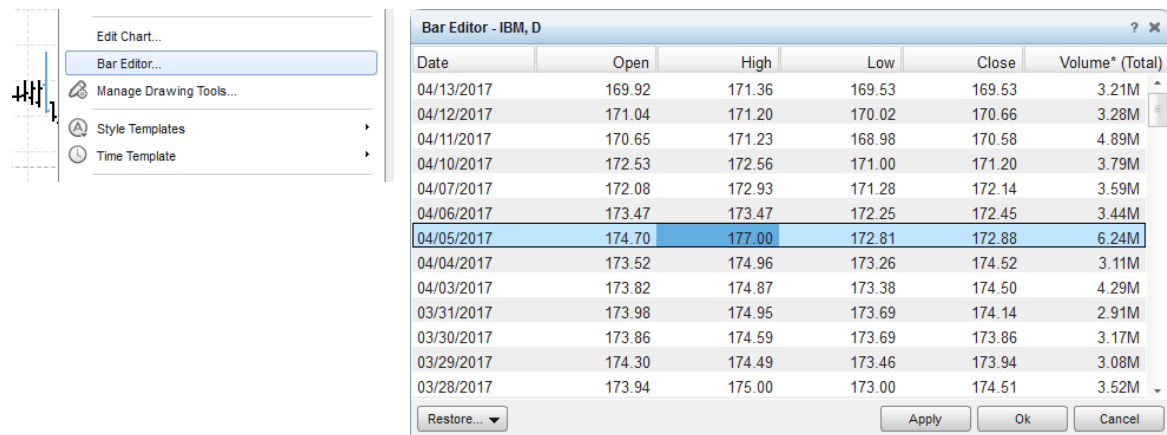 Edit Chart...
Bar Editor...
Manage Drawing Tools...
A Style Templates
Time Template
Bar Editor - IBM, D ?
Date Open High Low Close Volume* (Total)
04/13/2017 169.92 171.36 169.53 169.53 3.21M
04/12/2017 171.04 171.20 170.02 170.66 3.28M
04/11/2017 170.65 171.23 168.98 170.58 4.89M
04/10/2017 172.53 172.56 171.00 171.20 3.79M
04/07/2017 172.08 172.93 171.28 172.14 3.59M
04/06/2017 173.47 173.47 172.25 172.45 3.44M
04/05/2017 174.70 177.00 172.81 172.88 6.24M
04/04/2017 173.52 174.96 173.26 174.52 3.11M
04/03/2017 173.82 174.87 173.38 174.50 4.29M
03/31/2017 173.98 174.95 173.69 174.14 2.91M
03/30/2017 173.86 174.59 173.69 173.86 3.17M
03/29/2017 174.30 174.49 173.46 173.94 3.08M
03/28/2017 173.94 175.00 173.00 174.51 3.52M
Restore... Apply Ok Cancel